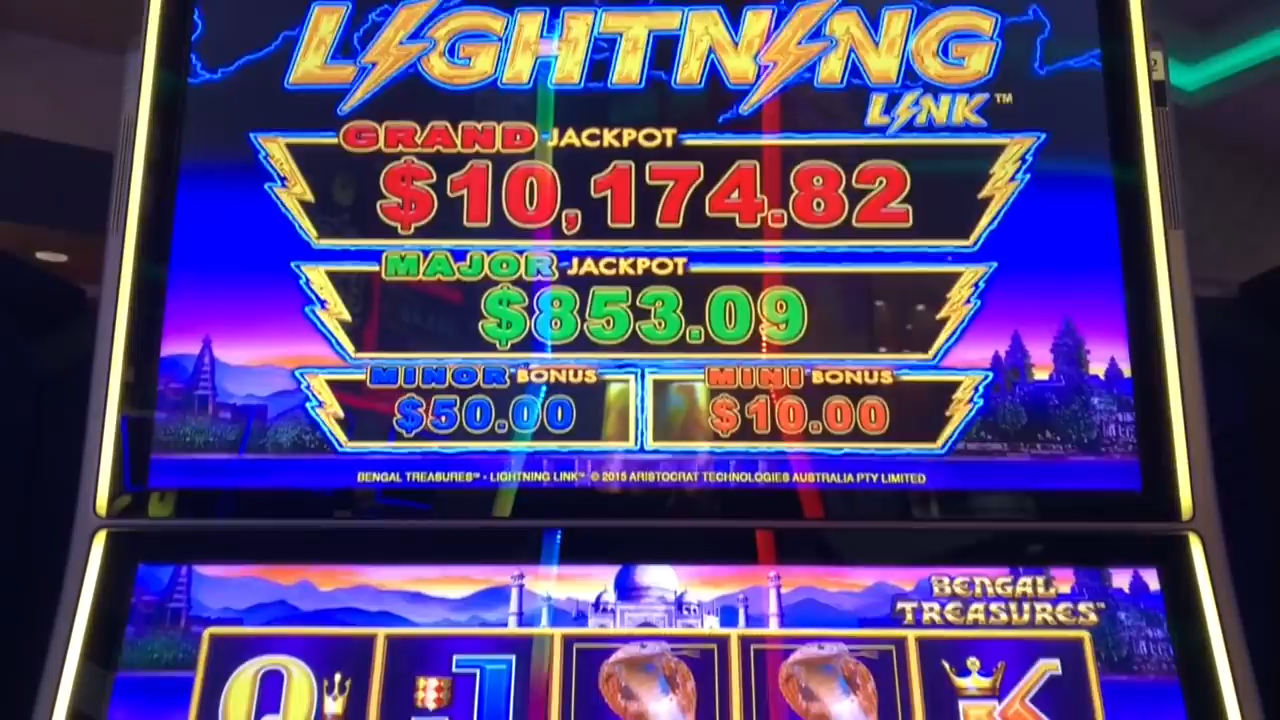 LIGHTNING
LINK™
GRAND JACKPOT
$10,174.82
MAJOR JACKPOT
$853.09
MINOR BONUS
$50.00
MINI BONUS
$10.00
BENGAL TREASURES™ - LIGHTNING LINK™ © 2015 ARISTOCRAT TECHNOLOGIES AUSTRALIA PTY LIMITED
BENGAL
TREASURES™
Q
J
K
2